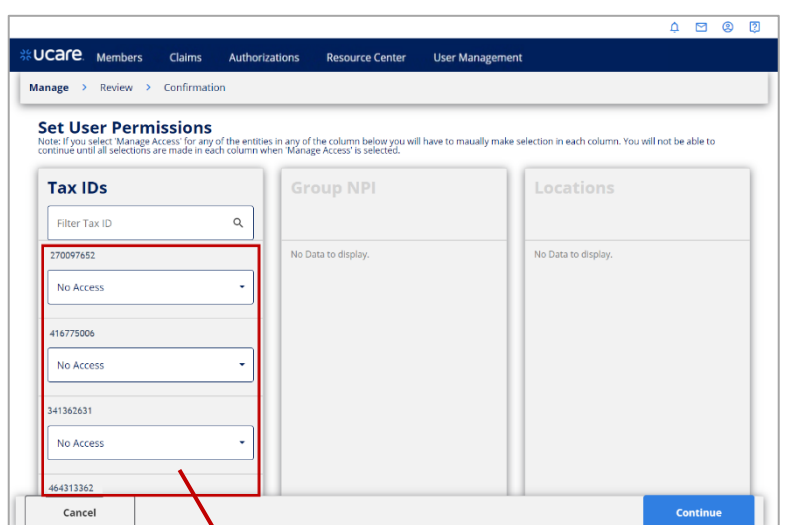 ucare. Members Claims Authorizations Resource Center User Management
Manage > Review > Confirmation
Set User Permissions
Note: If you select 'Manage Access' for any of the entities in any of the column below you will have to maually make selection in each column. You will not be able to
continue until all selections are made in each column when 'Manage Access' is selected.
Tax IDs
Filter Tax ID
270097652
No Access
416775006
No Access
341362631
No Access
464313362
Group NPI
No Data to display.
Locations
No Data to display.
Cancel
Continue